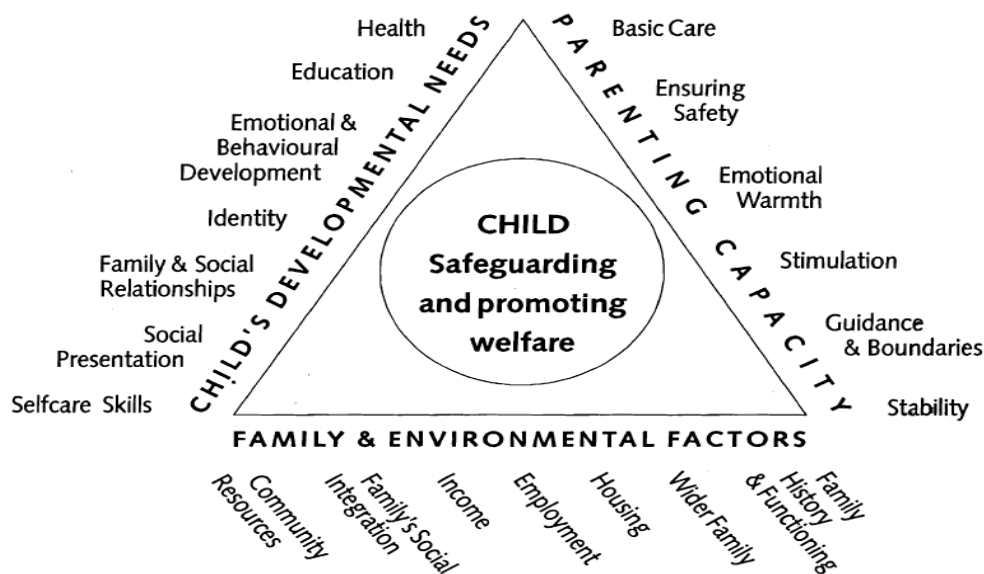 Health
Education
Emotional &
Behavioural
Development
Identity
Family & Social
Relationships
Social
Presentation
Selfcare Skills
CHILD'S DEVELOPMENTAL NEEDS
PARENTING CAPACITY
Basic Care
Ensuring
Safety
Emotional
Warmth
Stimulation
Guidance
& Boundaries
Stability
CHILD
Safeguarding
and promoting
welfare
FAMILY & ENVIRONMENTAL FACTORS
Community
Resources
Family's Social
Integration
Income
Employment
Housing
Wider Family
Family
History
& Functioning